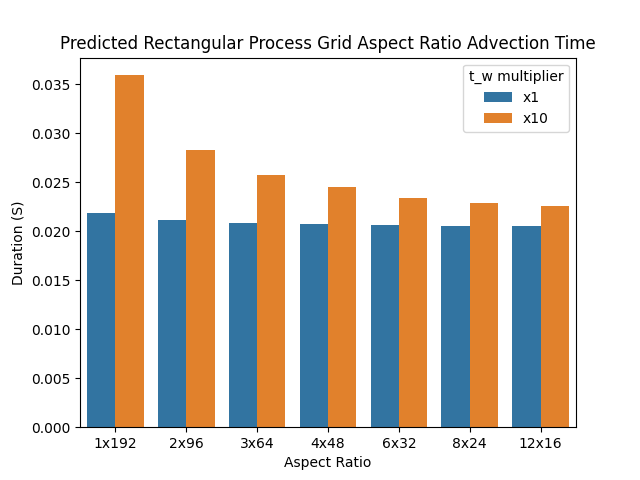 Predicted Rectangular Process Grid Aspect Ratio Advection Time
t_w multiplier
x1
x10
Duration (S)
0.035
0.030
0.025
0.020
0.015
0.010
0.005
0.000
1x192 2x96 3x64 4x48 6x32 8x24 12x16
Aspect Ratio